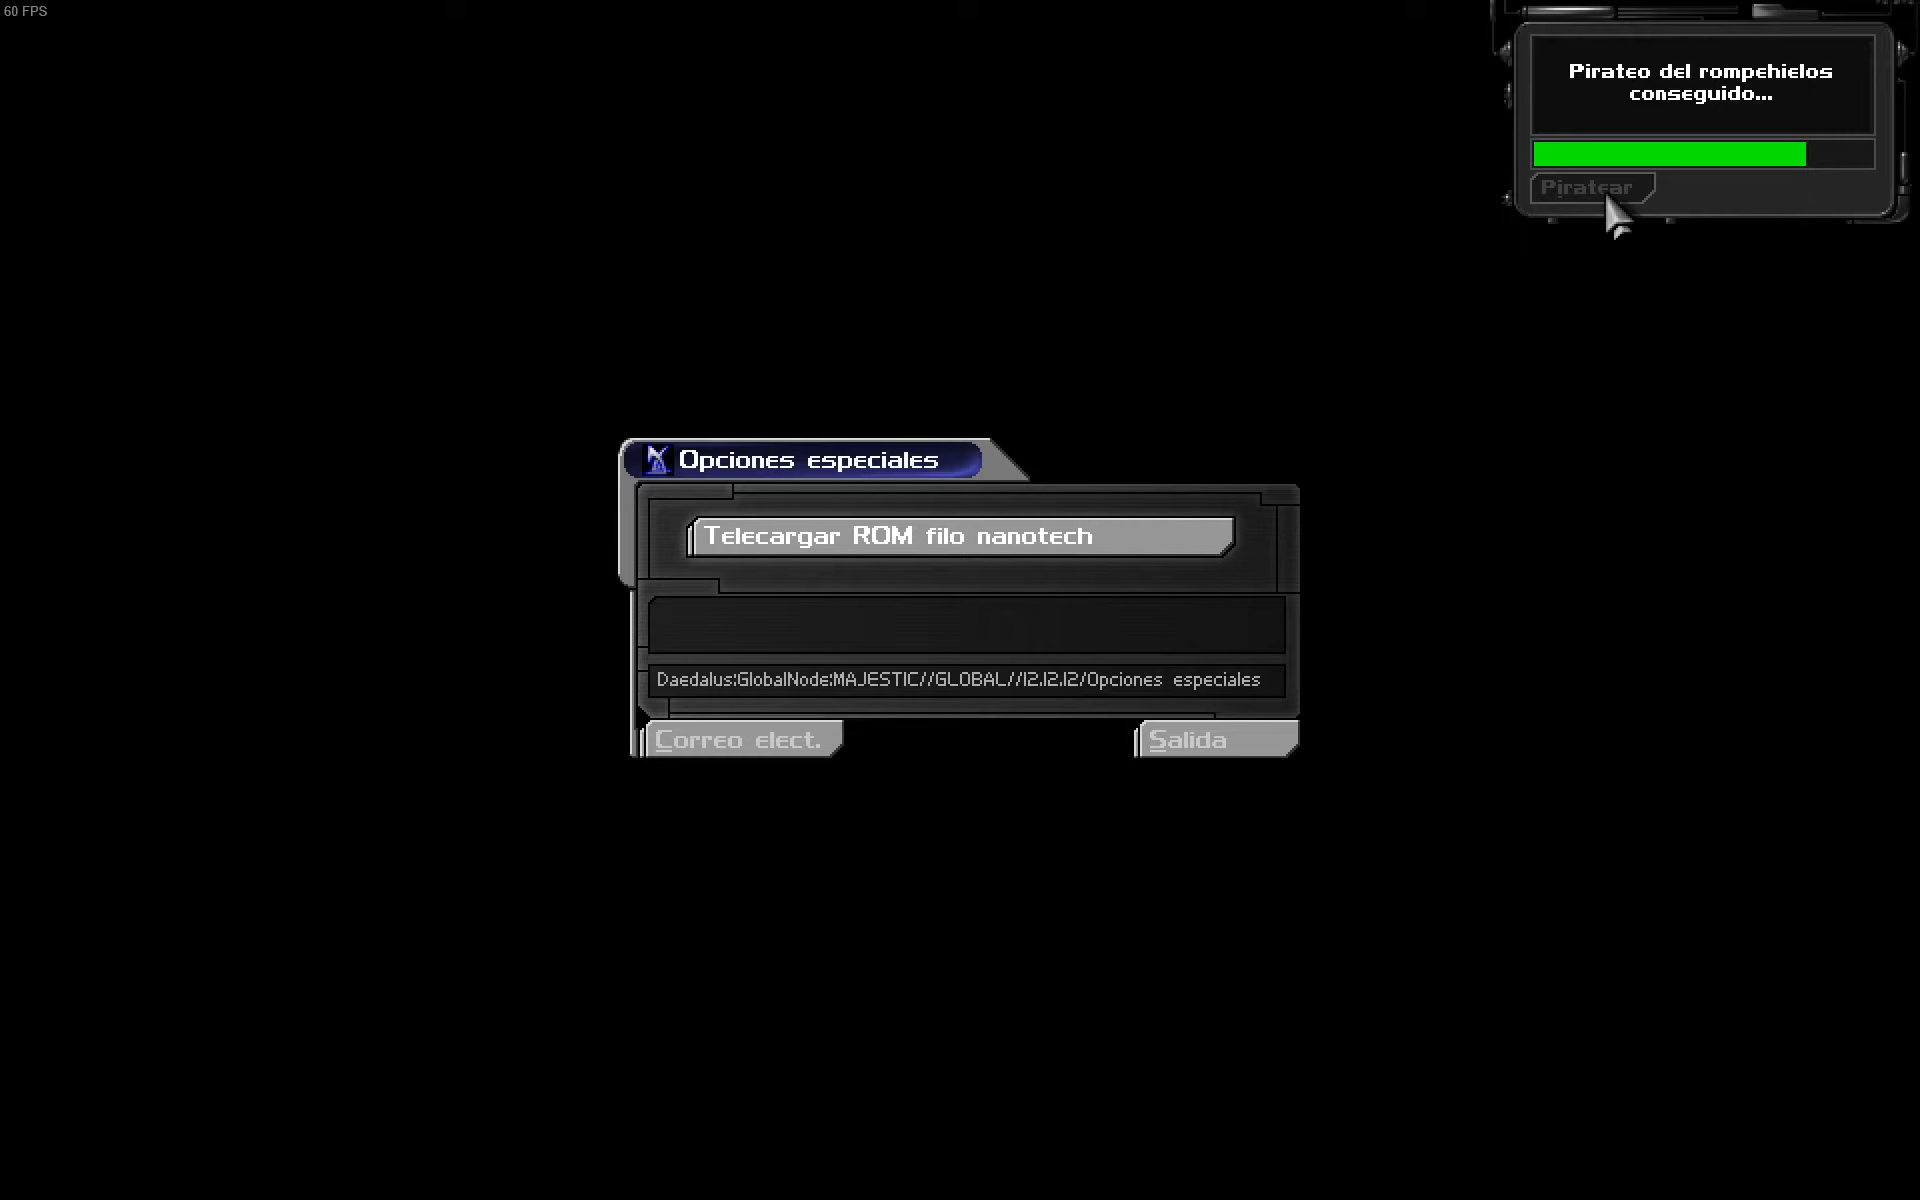 60 FPS
Pirateo del rompehielos
conseguido...
Piratear
Opciones especiales
Telecargar ROM filo nanotech
Daedalus:GlobalNode:MAJESTIC//GLOBAL//12.12.12/Opciones especiales
Correo elect.
Salida